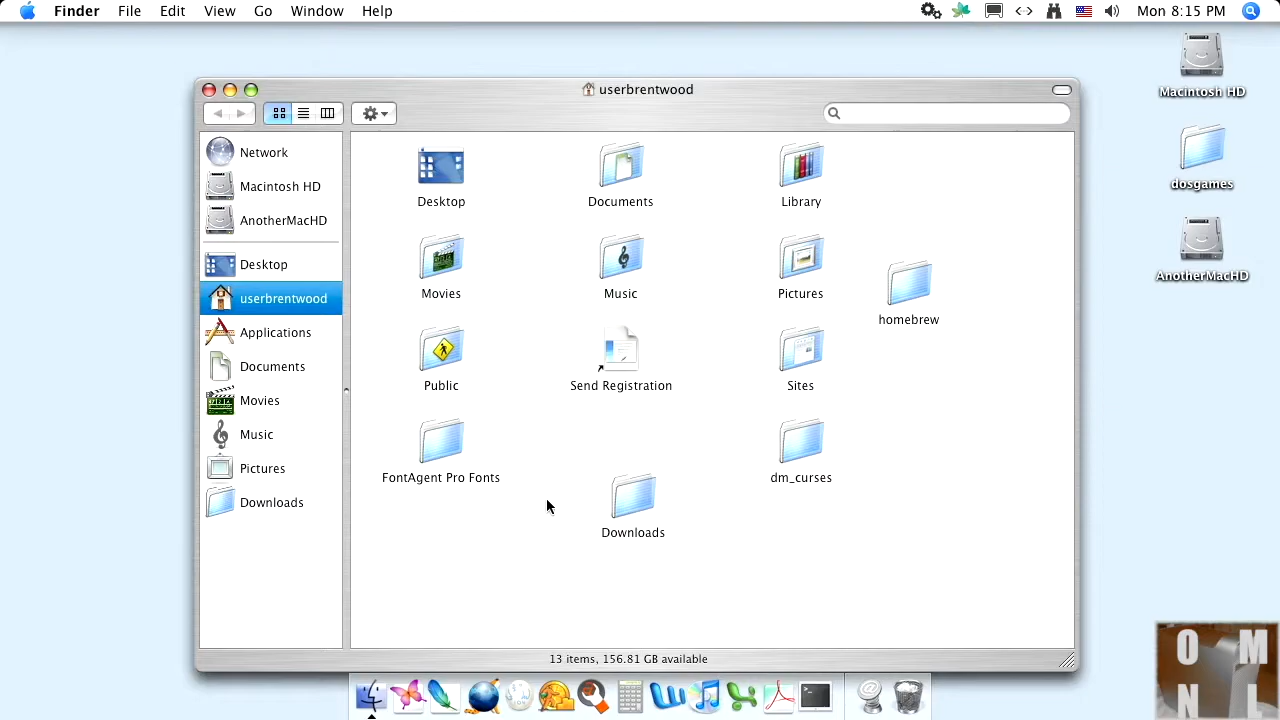 Finder File Edit View Go Window Help Mon 8:15 PM
userbrentwood
Network
Macintosh HD
AnotherMacHD
Desktop
userbrentwood
Applications
Documents
Movies
Music
Pictures
Downloads
Desktop Documents Library
Movies Music Pictures
homebrew
Public Send Registration Sites
FontAgent Pro Fonts dm_curses
Downloads
13 items, 156.81 GB available
Macintosh HD
dosgames
AnotherMacHD
O M
N L